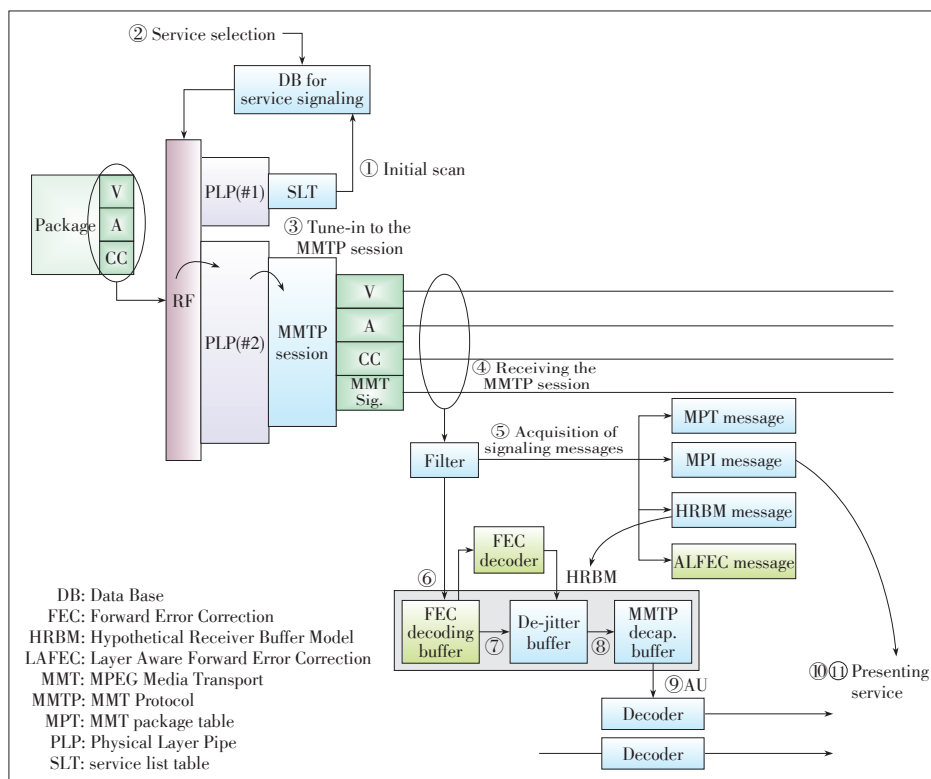 ② Service selection
DB for
service signaling
① Initial scan
PLP(#1)
SLT
V
Package
A
CC
③ Tune-in to the
MMTP session
RF
PLP(#2)
MMTP
session
V
A
CC
MMT
Sig.
④ Receiving the
MMTP session
⑤ Acquisition of
signaling messages
Filter
MPT message
MPI message
HRBM message
ALFEC message
FEC
decoder
HRBM
⑥
FEC
decoding
buffer
⑦
De-jitter
buffer
⑧
MMTP
decap.
buffer
⑨AU
Decoder
Decoder
⑩⑪ Presenting
service
DB: Data Base
FEC: Forward Error Correction
HRBM: Hypothetical Receiver Buffer Model
LAFEC: Layer Aware Forward Error Correction
MMT: MPEG Media Transport
MMTP: MMT Protocol
MPT: MMT package table
PLP: Physical Layer Pipe
SLT: service list table